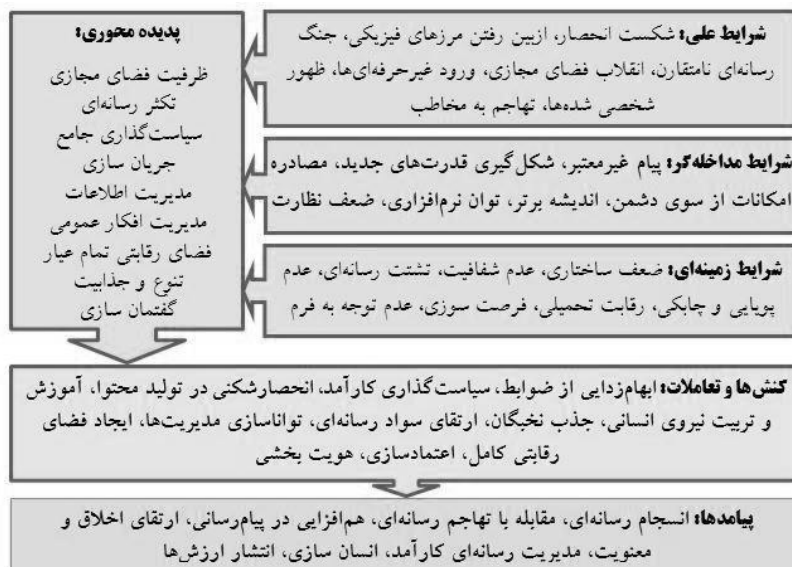 شرایط علی: شکست انحصار، ازبین رفتن مرزهای فیزیکی، جنگ
رسانه‌ای نامتقارن، انقلاب فضای مجازی، ورود غیرحرفه‌ای‌ها، ظهور
شخصی شده‌ها، تهاجم به مخاطب
شرایط مداخله‌گر: پیام غیرمعتبر، شکل‌گیری قدرت‌های جدید، مصادره
امکانات از سوی دشمن، اندیشه برتر، توان نرم‌افزاری، ضعف نظارت
شرایط زمینه‌ای: ضعف ساختاری، عدم شفافیت، تشتت رسانه‌ای، عدم
پویایی و چابکی، رقابت تحمیلی، فرصت سوزی، عدم توجه به فرم
پدیده محوری:
ظرفیت فضای مجازی
تکثر رسانه‌ای
سیاست‌گذاری جامع
جریان سازی
مدیریت اطلاعات
مدیریت افکار عمومی
فضای رقابتی تمام عیار
تنوع و جذابیت
گفتمان سازی
کنش‌ها و تعاملات: ابهام‌زدایی از ضوابط، سیاست‌گذاری کارآمد، انحصارشکنی در تولید محتوا، آموزش
و تربیت نیروی انسانی، جذب نخبگان، ارتقای سواد رسانه‌ای، تواناسازی مدیریت‌ها، ایجاد فضای
رقابتی کامل، اعتمادسازی، هویت بخشی
پیامدها: انسجام رسانه‌ای، مقابله با تهاجم رسانه‌ای، هم‌افزایی در پیام‌رسانی، ارتقای اخلاق و
معنویت، مدیریت رسانه‌ای کارآمد، انسان سازی، انتشار ارزش‌ها